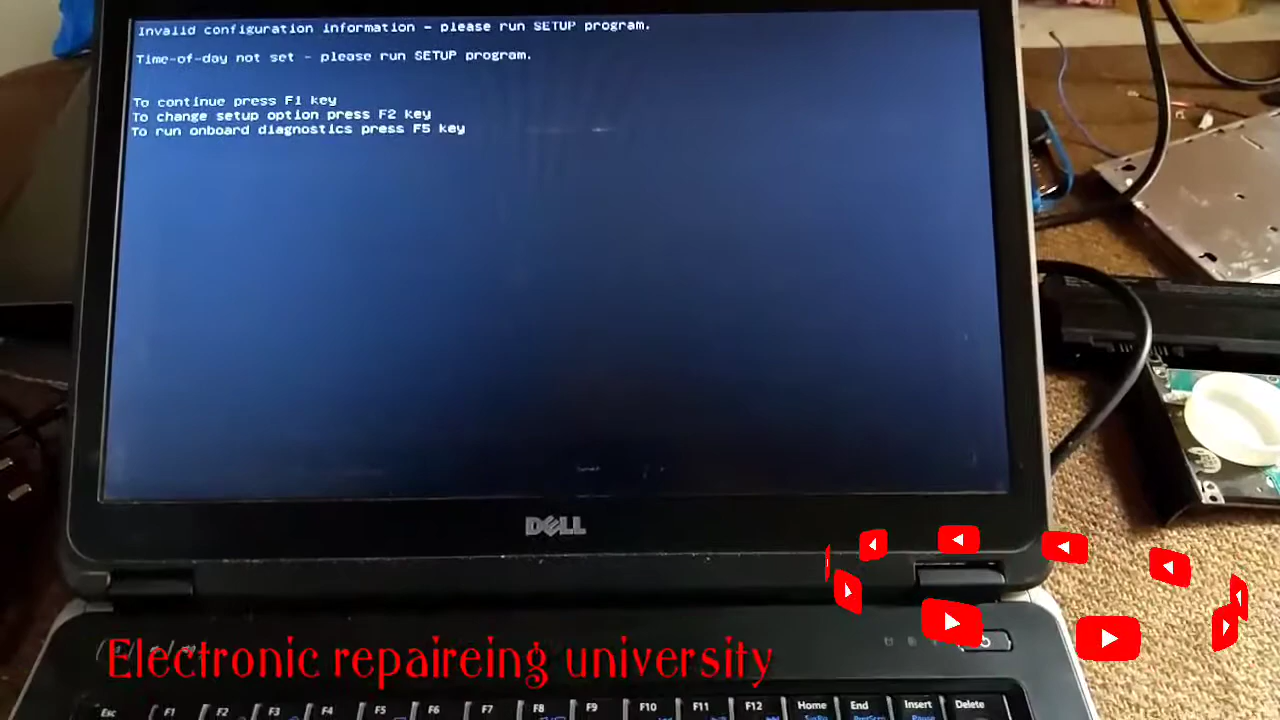 Invalid configuration information - please run SETUP program.
Time-of-day not set - please run SETUP program.
To continue press F1 key
To change setup option press F2 key
To run onboard diagnostics press F5 key
DELL
Electronic repaireing university
Esc F1 F2 F3 F4 F5 F6 F7 F8 F9 F10 F11 F12 Home End Insert Delete